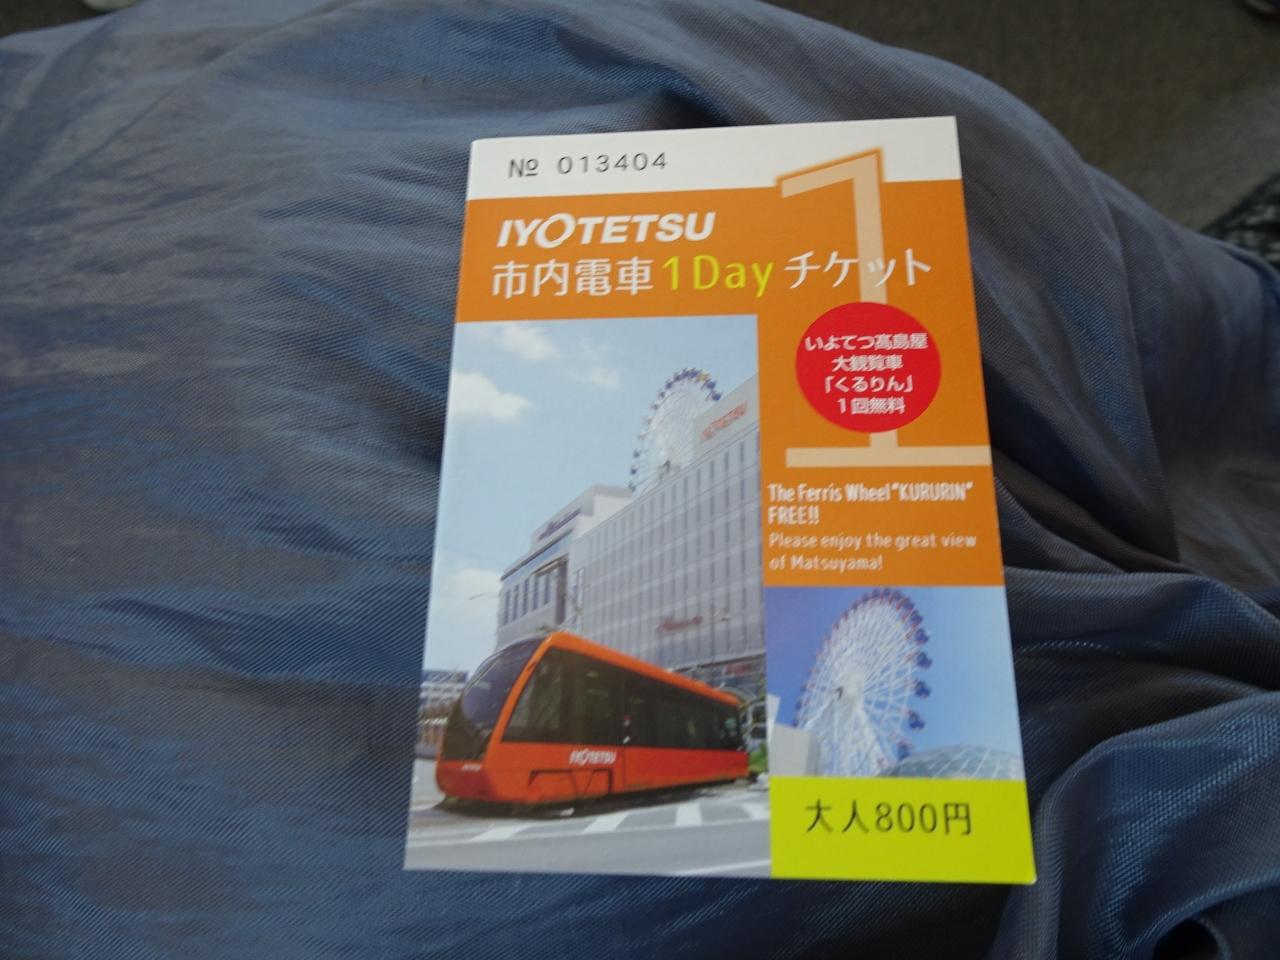 № 013404
IYOTETSU
市内電車1Dayチケット
いよてつ髙島屋
大観覧車
「くるりん」
1回無料
The Ferris Wheel "KURURIN"
FREE!!
Please enjoy the great view
of Matsuyama!
IYOTETSU
IYOTETSU
大人800円